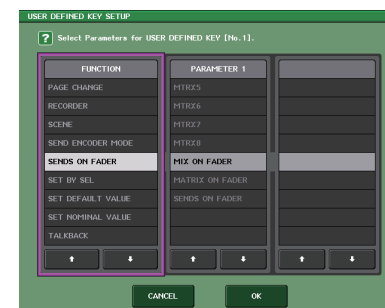 USER DEFINED KEY SETUP
? Select Parameters for USER DEFINED KEY [No.1].
FUNCTION
PAGE CHANGE
RECORDER
SCENE
SEND ENCODER MODE
SENDS ON FADER
SET BY SEL
SET DEFAULT VALUE
SET NOMINAL VALUE
TALKBACK
PARAMETER 1
MTRX5
MTRX6
MTRX7
MTRX8
MIX ON FADER
MATRIX ON FADER
SENDS ON FADER
CANCEL
OK